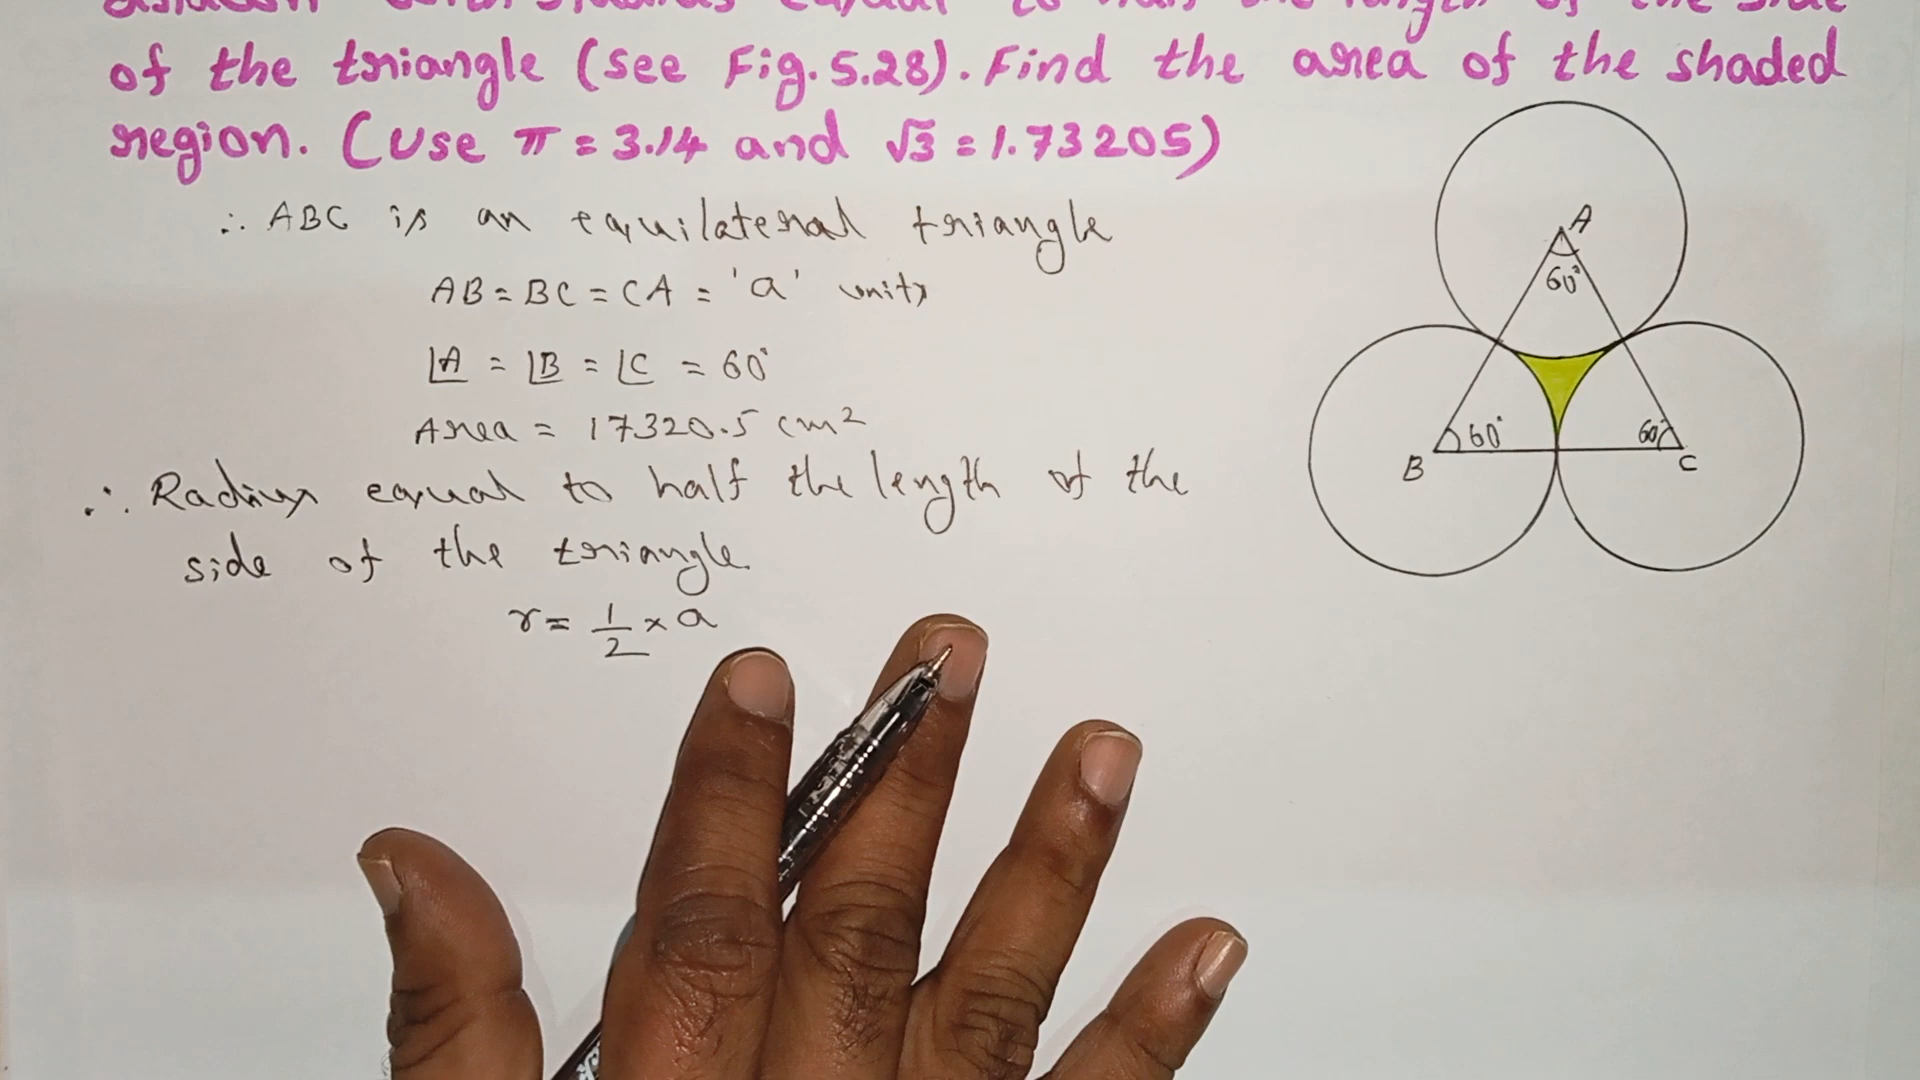 of the triangle (see Fig. 5.28). Find the area of the shaded
region. (Use π = 3.14 and √3 = 1.73205)
∴ ABC is an equilateral triangle
AB = BC = CA = 'a' units
∠A = ∠B = ∠C = 60°
Area = 17320.5 cm²
∴ Radius equal to half the length of the
side of the triangle.
r = 1/2 × a
A
60°
60°
60°
B
C